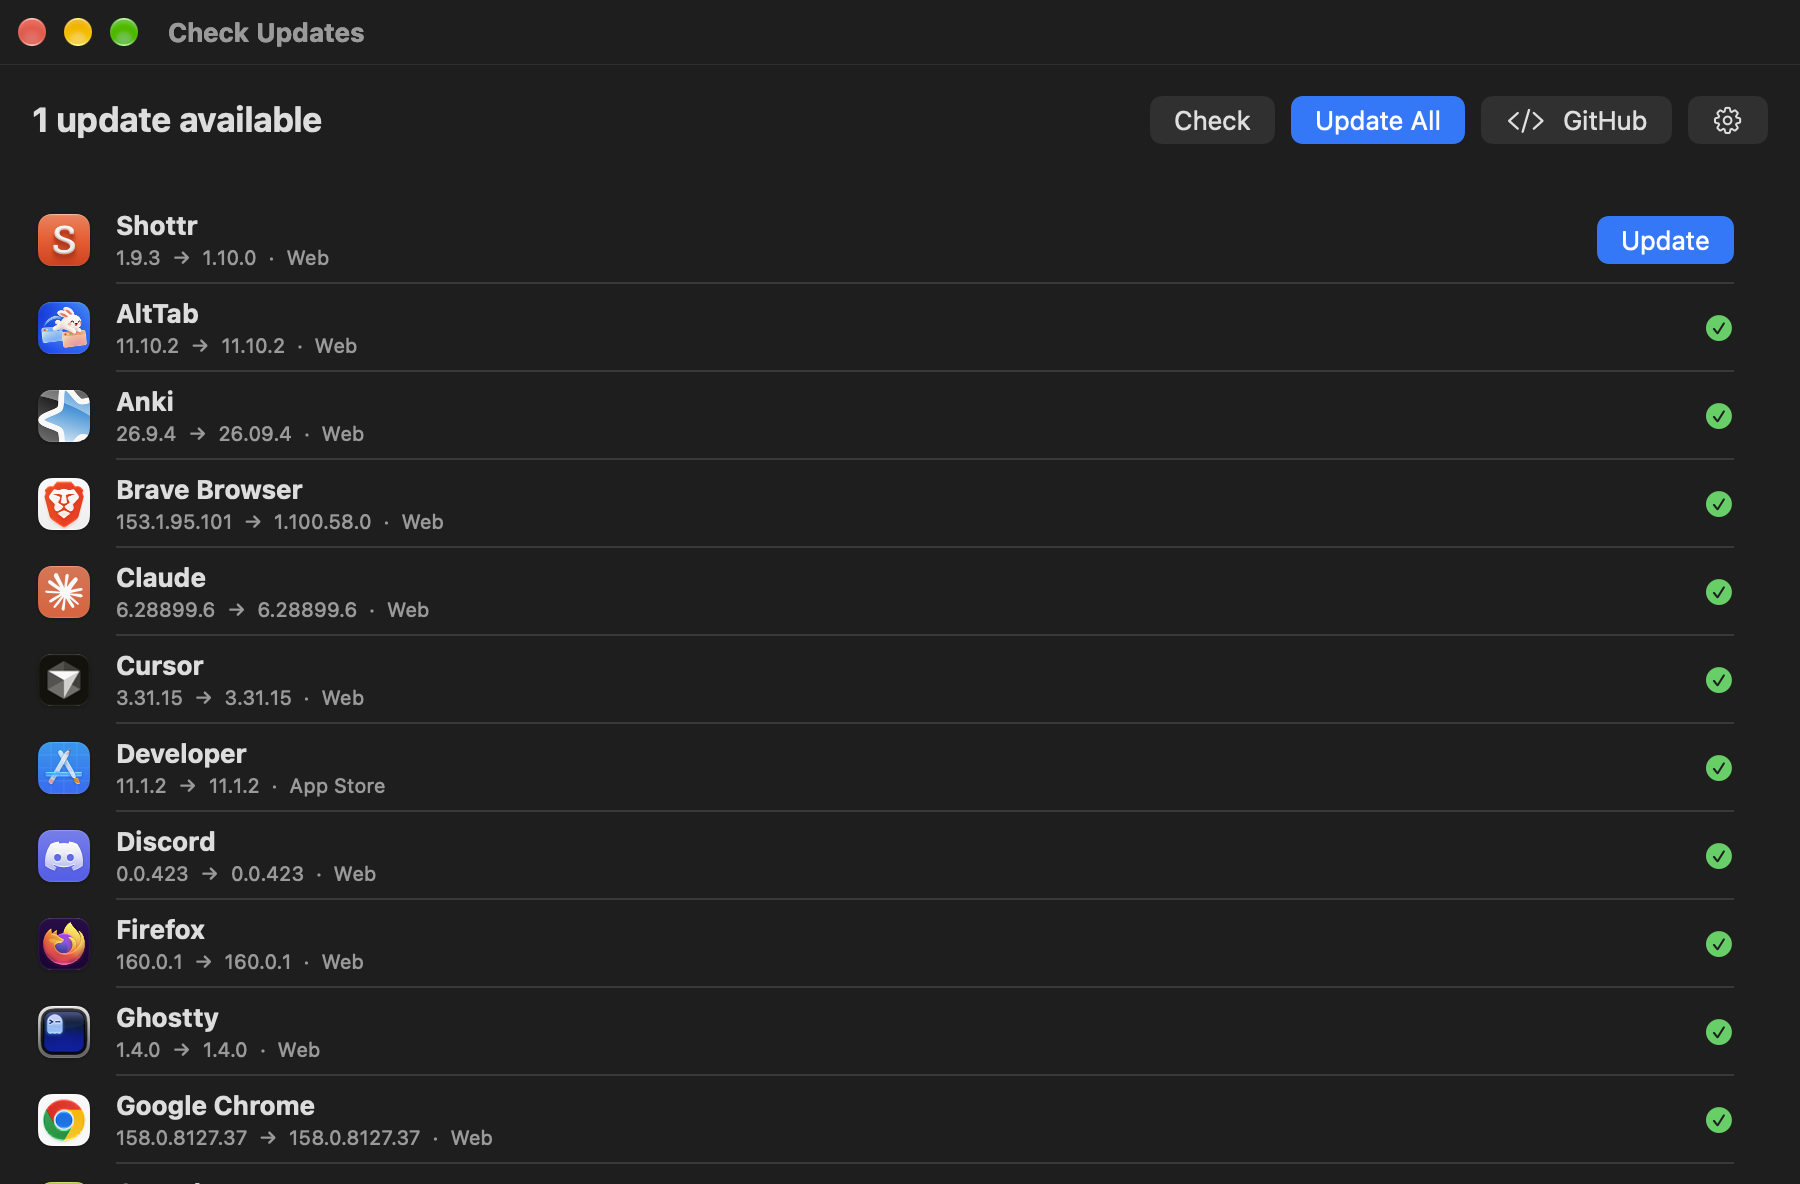 Check Updates
1 update available
Check
Update All
</> GitHub
S
Shottr
1.9.3 → 1.10.0 · Web
Update
AltTab
11.10.2 → 11.10.2 · Web
Anki
26.9.4 → 26.09.4 · Web
Brave Browser
153.1.95.101 → 1.100.58.0 · Web
Claude
6.28899.6 → 6.28899.6 · Web
Cursor
3.31.15 → 3.31.15 · Web
Developer
11.1.2 → 11.1.2 · App Store
Discord
0.0.423 → 0.0.423 · Web
Firefox
160.0.1 → 160.0.1 · Web
Ghostty
1.4.0 → 1.4.0 · Web
Google Chrome
158.0.8127.37 → 158.0.8127.37 · Web